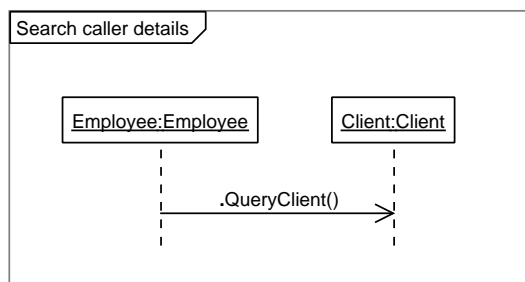 Search caller details
Employee:Employee
Client:Client
.QueryClient()